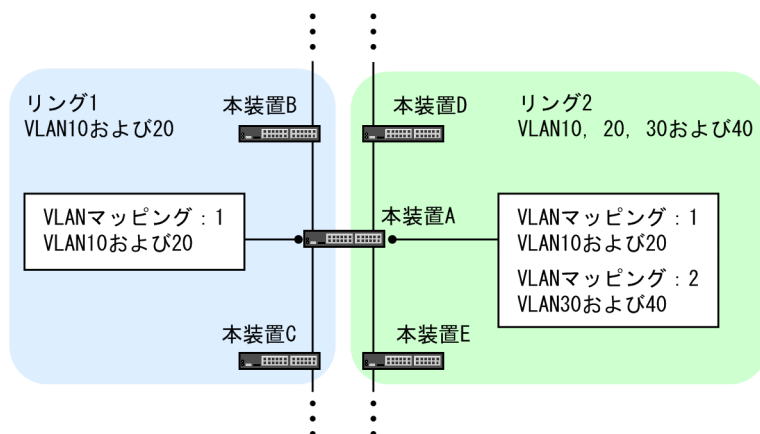 リング1
VLAN10および20
本装置B
本装置D
リング2
VLAN10, 20, 30および40
VLANマッピング：1
VLAN10および20
本装置A
VLANマッピング：1
VLAN10および20
VLANマッピング：2
VLAN30および40
本装置C
本装置E